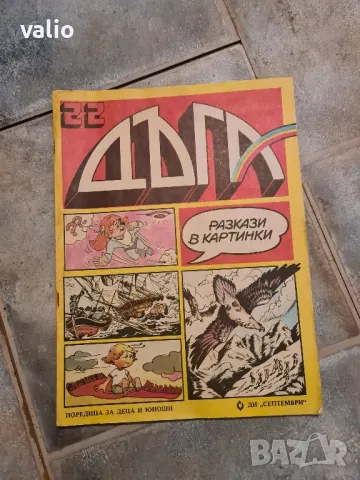 valio
22
ДЪГА
РАЗКАЗИ
В КАРТИНКИ
ПОРЕДИЦА ЗА ДЕЦА И ЮНОШИ
ДИ „СЕПТЕМВРИ"
BAZAR